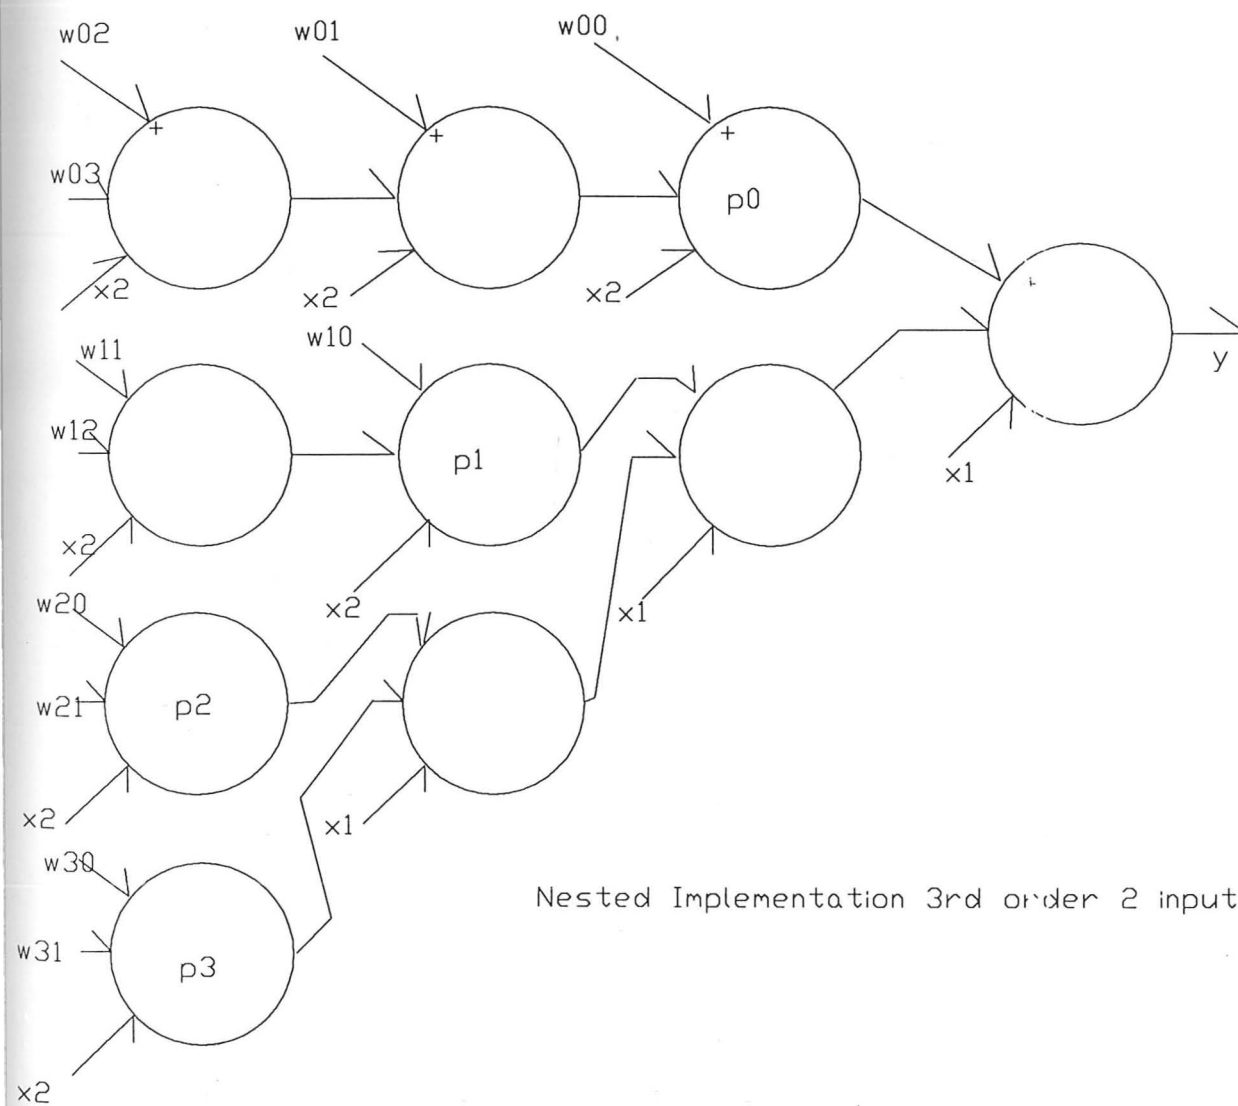 w02
w01
w00
+
+
+
w03
p0
x2
x2
x2
+
w11
w10
y
w12
p1
x1
x2
x2
x1
w20
w21
p2
x2
x1
w30
Nested Implementation 3rd order 2 input
w31
p3
x2